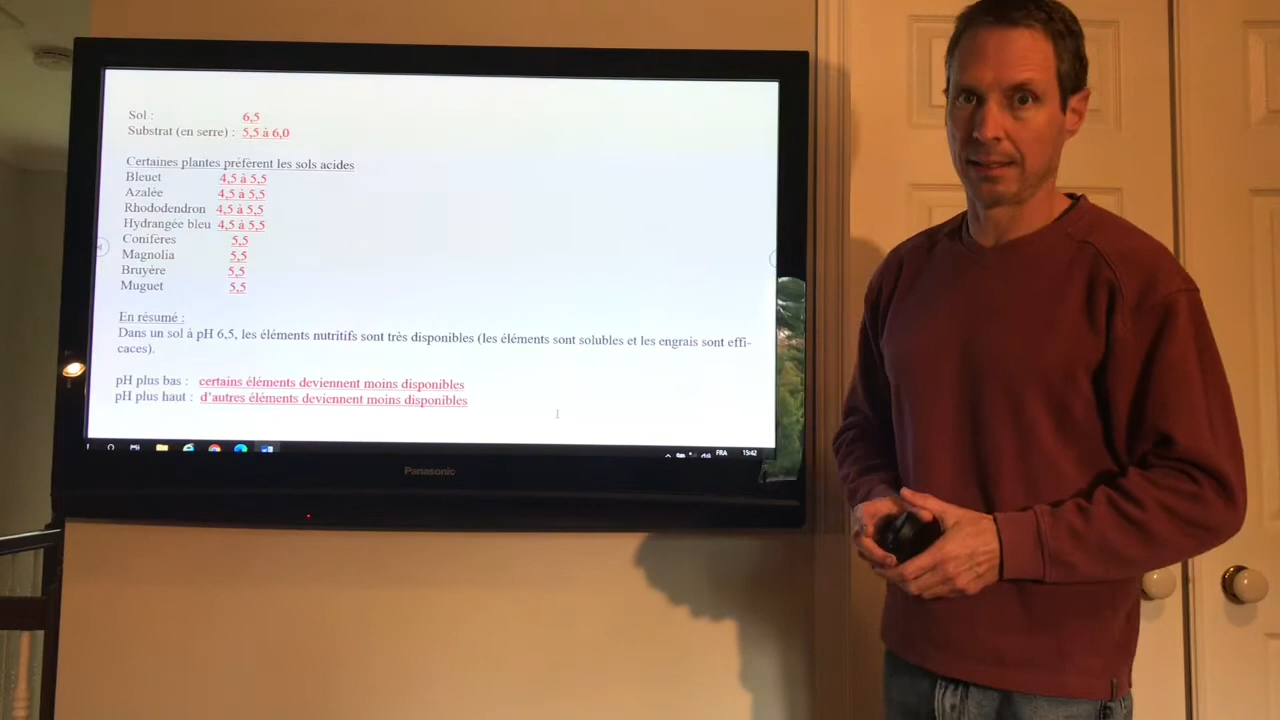 Sol : 6,5
Substrat (en serre) : 5,5 à 6,0
Certaines plantes préfèrent les sols acides
Bleuet 4,5 à 5,5
Azalée 4,5 à 5,5
Rhododendron 4,5 à 5,5
Hydrangée bleu 4,5 à 5,5
Conifères 5,5
Magnolia 5,5
Bruyère 5,5
Muguet 5,5
En résumé :
Dans un sol à pH 6,5, les éléments nutritifs sont très disponibles (les éléments sont solubles et les engrais sont effi-
caces).
pH plus bas : certains éléments deviennent moins disponibles
pH plus haut : d'autres éléments deviennent moins disponibles
FRA 15:42
Panasonic